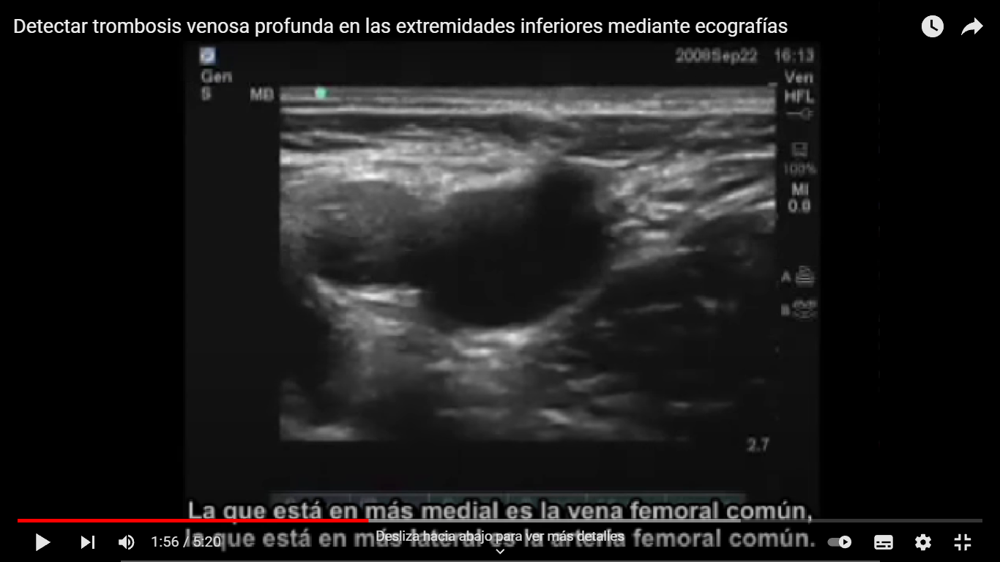 Detectar trombosis venosa profunda en las extremidades inferiores mediante ecografías
2008Sep22 16:13
Gen
Ven
S
MB
HFL
100%
MI
0.8
A
B
2.7
La que está en más medial es la vena femoral común,
la que está en más lateral es la arteria femoral común.
Desliza hacia abajo para ver más detalles
1:56 / 5:20